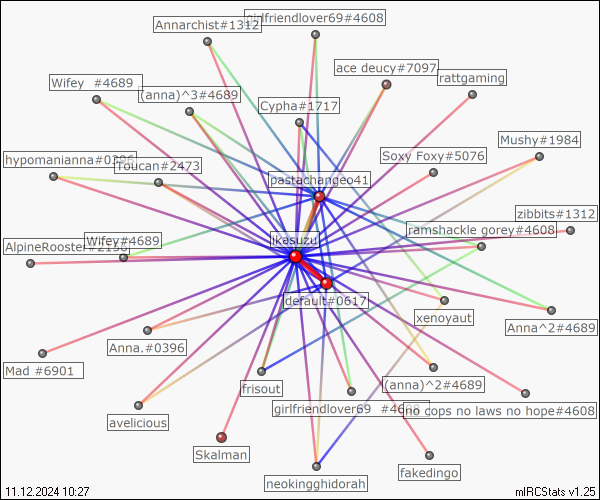 Annarchist#1312
girlfriendlover69#4608
ace deucy#7097
rattgaming
Wifey #4689
(anna)^3#4689
Cypha#1717
Mushy#1984
hypomanianna#0396
Toucan#2473
Soxy Foxy#5076
pastachangeo41
zibbits#1312
ramshackle gorey#4608
AlpineRooster#2196
Wifey#4689
ikesuzu
default#0617
xenoyaut
Anna^2#4689
Anna.#0396
Mad #6901
frisout
(anna)^2#4689
girlfriendlover69 #4608
no cops no laws no hope#4608
avelicious
Skalman
fakedingo
neokingghidorah
11.12.2024 10:27
mIRCStats v1.25